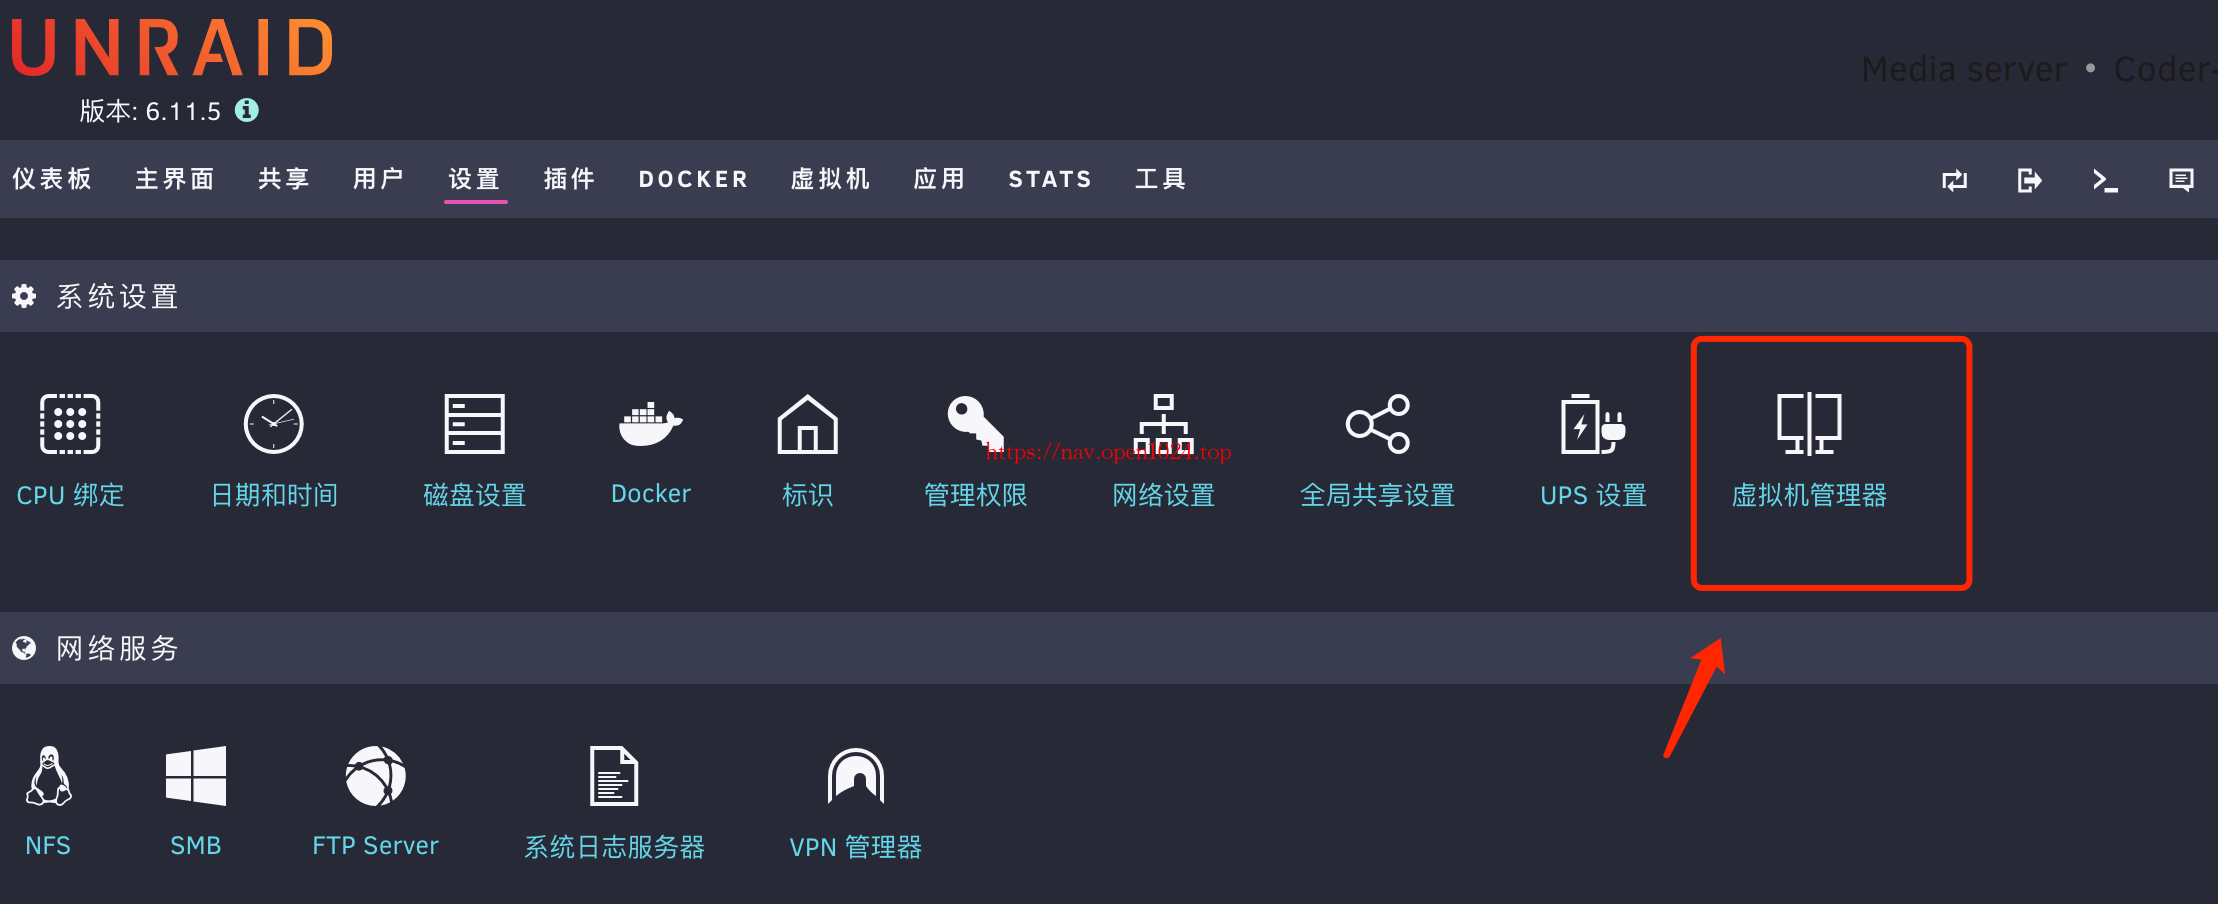 UNRAID
Media server • Coder-
版本: 6.11.5
仪表板 主界面 共享 用户 设置 插件 DOCKER 虚拟机 应用 STATS 工具
系统设置
https://nav.open1024.top
CPU 绑定 日期和时间 磁盘设置 Docker 标识 管理权限 网络设置 全局共享设置 UPS 设置 虚拟机管理器
网络服务
NFS SMB FTP Server 系统日志服务器 VPN 管理器